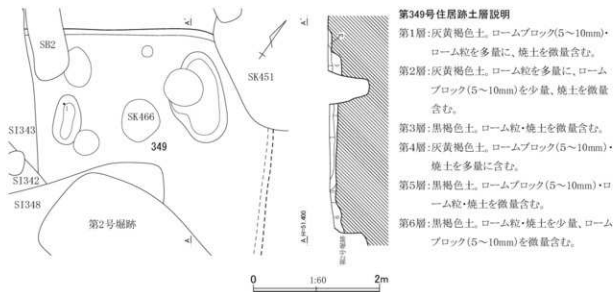 第349号住居跡土層説明
第1層:灰黄褐色土。ロームブロック(5～10mm)・
ローム粒を多量に、焼土を微量含む。
第2層:灰黄褐色土。ローム粒を多量に、ローム
ブロック(5～10mm)を少量、焼土を微量
含む。
第3層:黒褐色土。ローム粒・焼土を微量含む。
第4層:灰黄褐色土。ロームブロック(5～10mm)・
焼土を多量に含む。
第5層:黒褐色土。ロームブロック(5～10mm)・ロ
ーム粒・焼土を微量含む。
第6層:黒褐色土。ローム粒・焼土を少量、ローム
ブロック(5～10mm)を微量含む。
SB2
A'
A'
SK451
1
SK466
349
SI343
SI342
SI348
第2号堀跡
A
A
0
1:60
2m